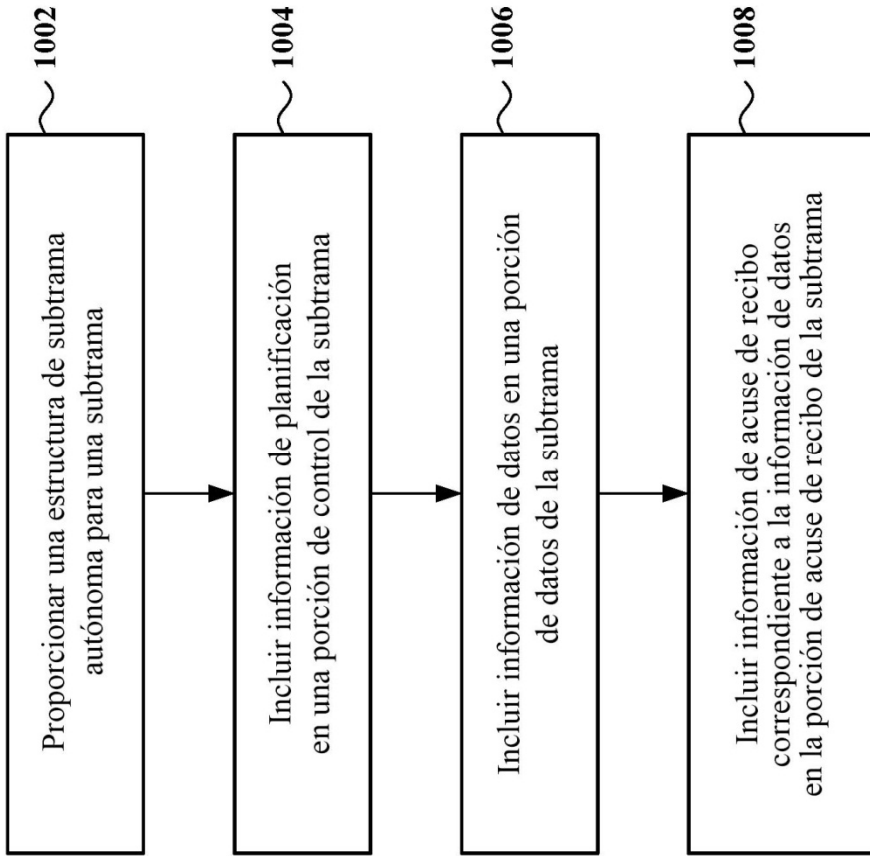 Proporcionar una estructura de subtrama
autónoma para una subtrama
1002
Incluir información de planificación
en una porción de control de la subtrama
1004
Incluir información de datos en una porción
de datos de la subtrama
1006
Incluir información de acuse de recibo
correspondiente a la información de datos
en la porción de acuse de recibo de la subtrama
1008